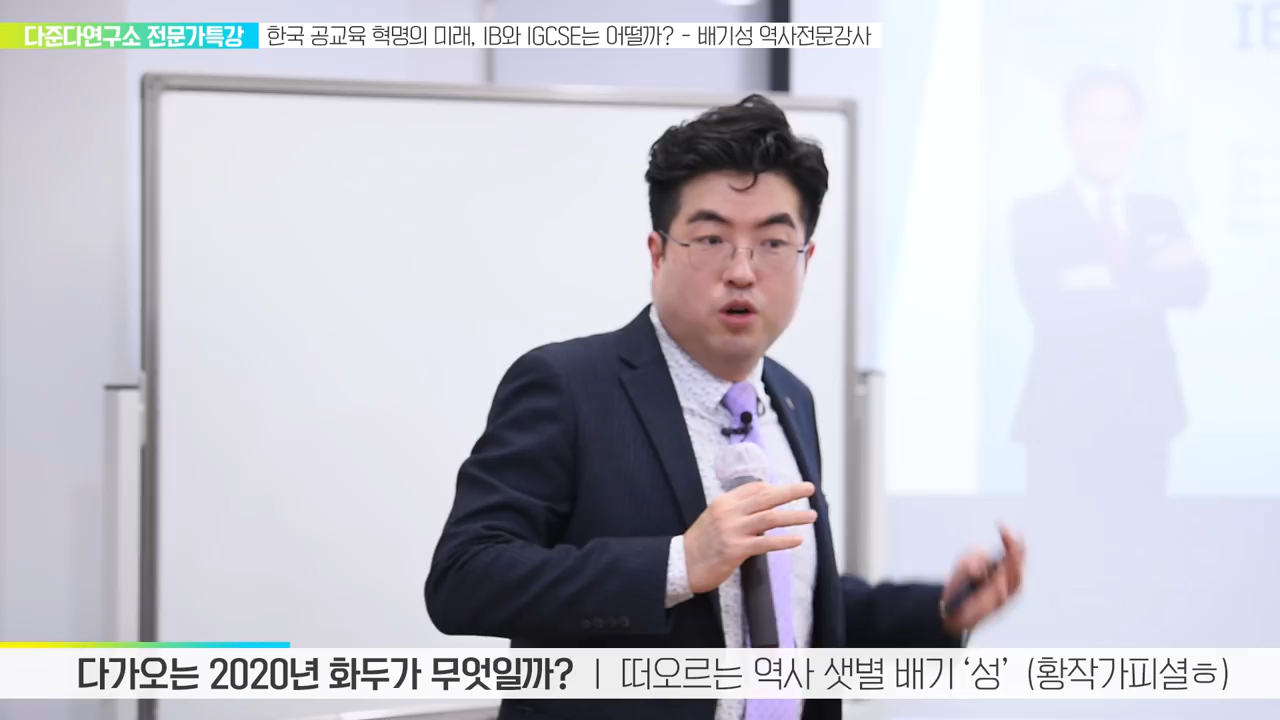 다준다연구소 전문가특강 한국 공교육 혁명의 미래, IB와 IGCSE는 어떨까? - 배기성 역사전문강사
다가오는 2020년 화두가 무엇일까? | 떠오르는 역사 샛별 배기 ‘성’ (황작가피셜ㅎ)